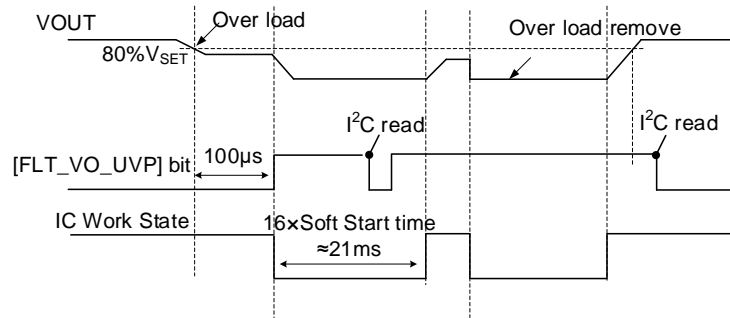 Over load
VOUT
Over load remove
80%V_SET
I²C read
I²C read
100µs
[FLT_VO_UVP] bit
IC Work State
16×Soft Start time
≈21ms